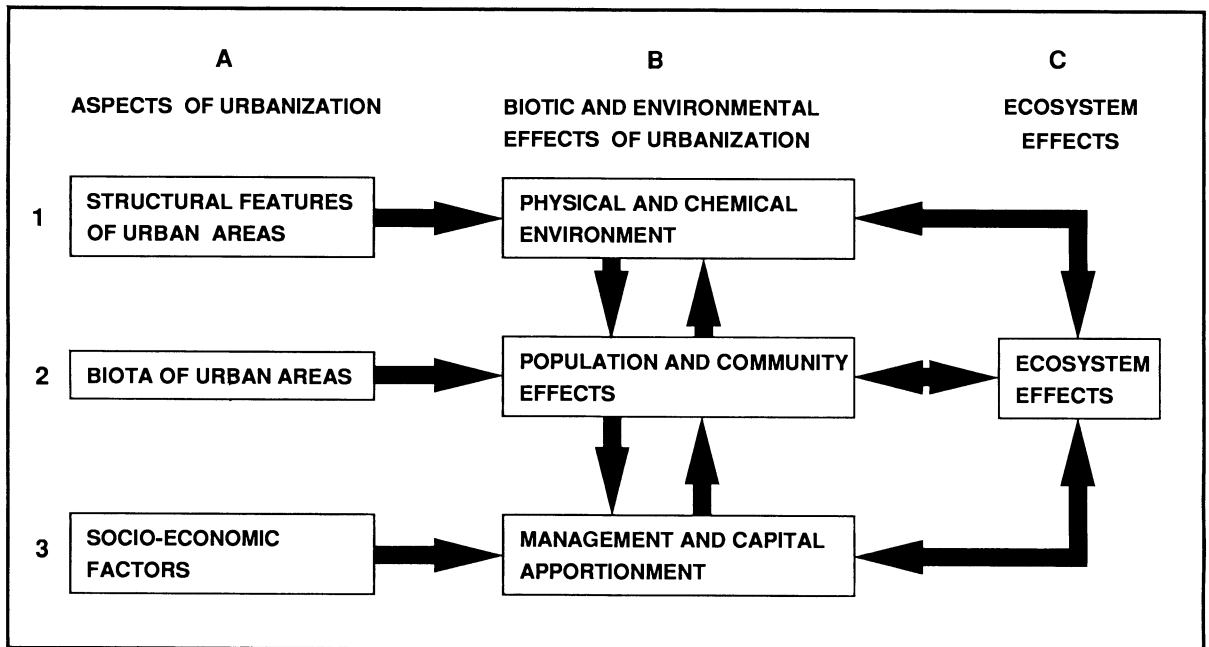 A
B
C
ASPECTS OF URBANIZATION
BIOTIC AND ENVIRONMENTAL
EFFECTS OF URBANIZATION
ECOSYSTEM
EFFECTS
1
STRUCTURAL FEATURES
OF URBAN AREAS
PHYSICAL AND CHEMICAL
ENVIRONMENT
2
BIOTA OF URBAN AREAS
POPULATION AND COMMUNITY
EFFECTS
ECOSYSTEM
EFFECTS
3
SOCIO-ECONOMIC
FACTORS
MANAGEMENT AND CAPITAL
APPORTIONMENT